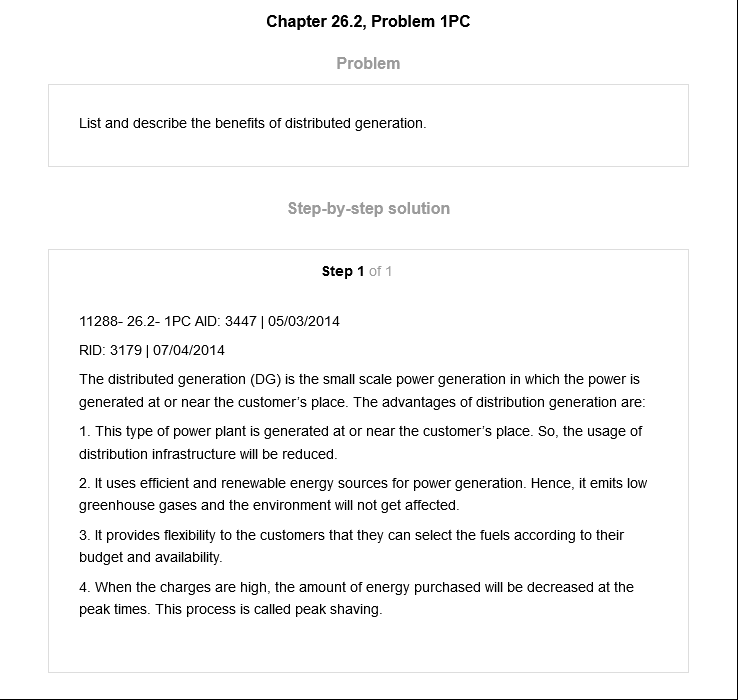 Chapter 26.2, Problem 1PC
Problem
List and describe the benefits of distributed generation.
Step-by-step solution
Step 1 of 1
11288- 26.2- 1PC AID: 3447 | 05/03/2014
RID: 3179 | 07/04/2014
The distributed generation (DG) is the small scale power generation in which the power is
generated at or near the customer’s place. The advantages of distribution generation are:
1. This type of power plant is generated at or near the customer’s place. So, the usage of
distribution infrastructure will be reduced.
2. It uses efficient and renewable energy sources for power generation. Hence, it emits low
greenhouse gases and the environment will not get affected.
3. It provides flexibility to the customers that they can select the fuels according to their
budget and availability.
4. When the charges are high, the amount of energy purchased will be decreased at the
peak times. This process is called peak shaving.